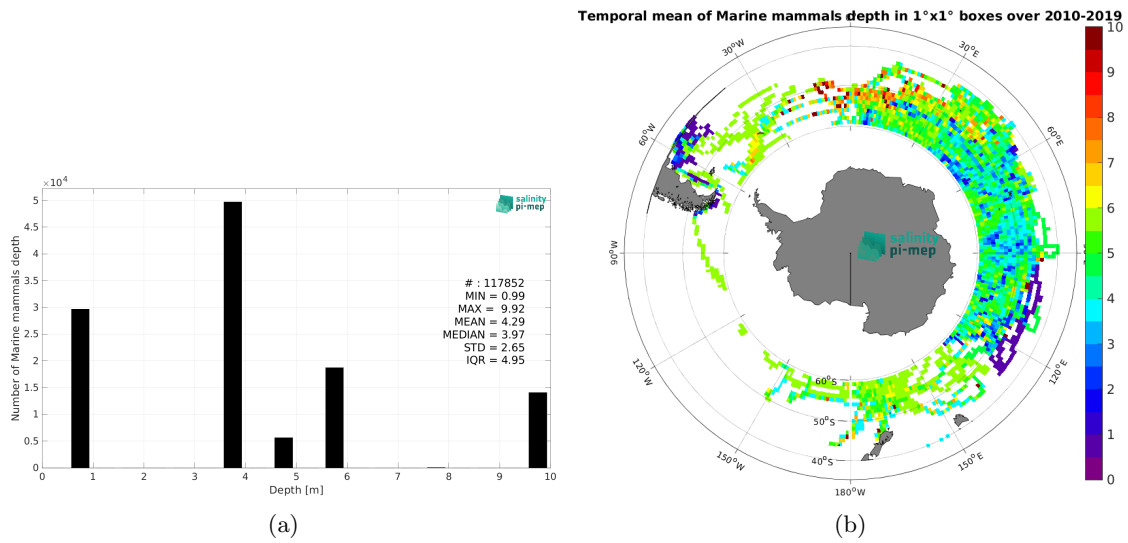 Temporal mean of Marine mammals depth in 1°x1° boxes over 2010-2019
×10⁴
5
4.5
4
3.5
3
2.5
2
1.5
1
0.5
0
Number of Marine mammals depth
salinity
pi-mep
# : 117852
MIN = 0.99
MAX = 9.92
MEAN = 4.29
MEDIAN = 3.97
STD = 2.65
IQR = 4.95
0 1 2 3 4 5 6 7 8 9 10
Depth [m]
(a)
30°W
30°E
60°W
60°E
90°W
salinity
pi-mep
120°W
120°E
150°W
150°E
180°W
60°S
50°S
40°S
10
9
8
7
6
5
4
3
2
1
0
(b)